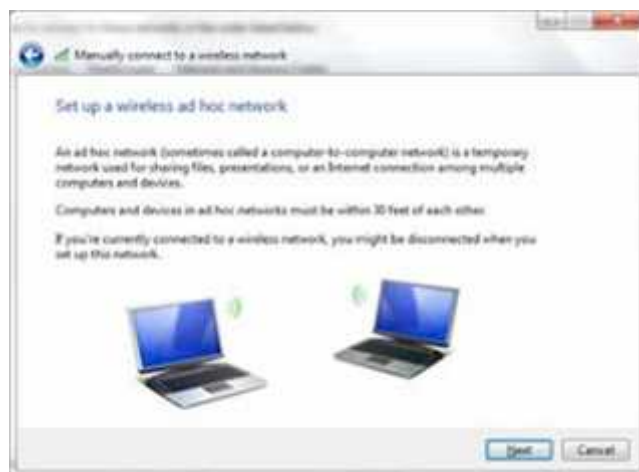 Manually connect to a wireless network
Set up a wireless ad hoc network
An ad hoc network (sometimes called a computer-to-computer network) is a temporary
network used for sharing files, presentations, or an Internet connection among multiple
computers and devices.
Computers and devices in ad hoc networks must be within 30 feet of each other.
If you're currently connected to a wireless network, you might be disconnected when you
set up this network.
Next
Cancel